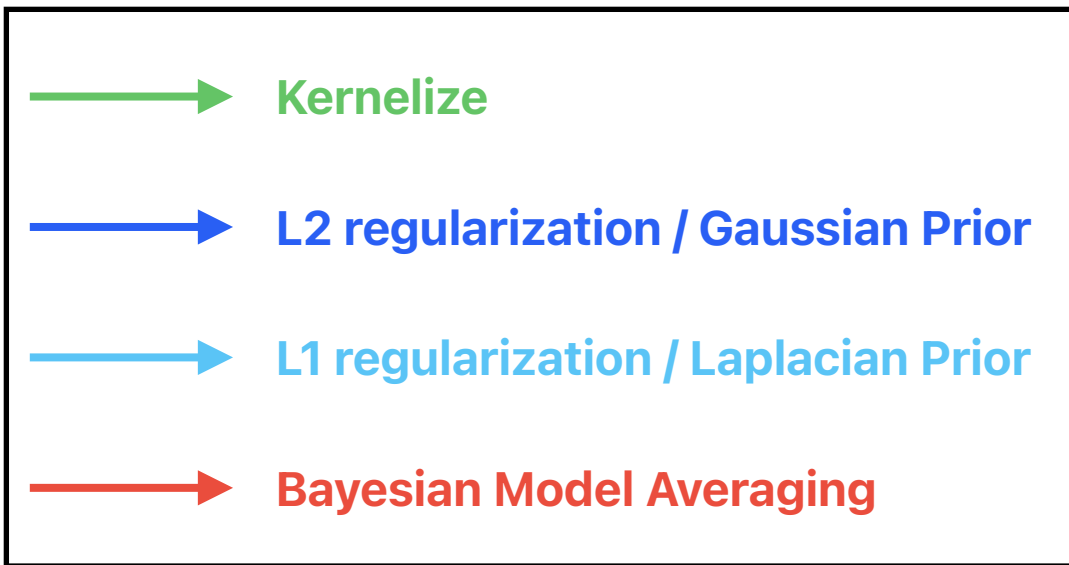 Kernelize
L2 regularization / Gaussian Prior
L1 regularization / Laplacian Prior
Bayesian Model Averaging